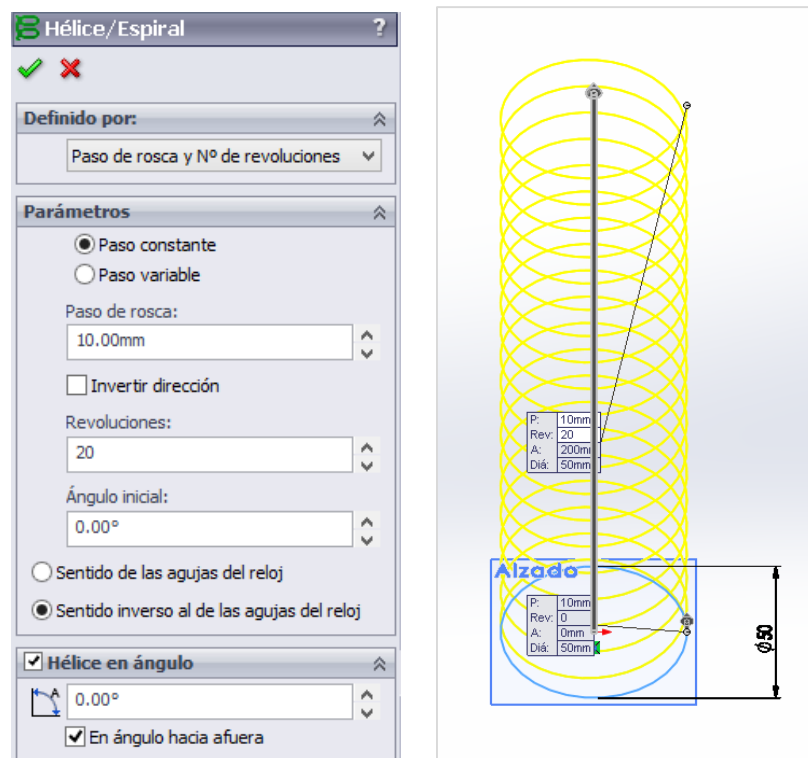 Hélice/Espiral ?
Definido por:
Paso de rosca y Nº de revoluciones
Parámetros
Paso constante
Paso variable
Paso de rosca:
10.00mm
Invertir dirección
Revoluciones:
20
Ángulo inicial:
0.00°
Sentido de las agujas del reloj
Sentido inverso al de las agujas del reloj
Hélice en ángulo
A
0.00°
En ángulo hacia afuera
P: 10mm
Rev: 20
A: 200m
Diá: 50mm
Alzado
P: 10mm
Rev: 0
A: 0mm
Diá: 50mm
ϕ50